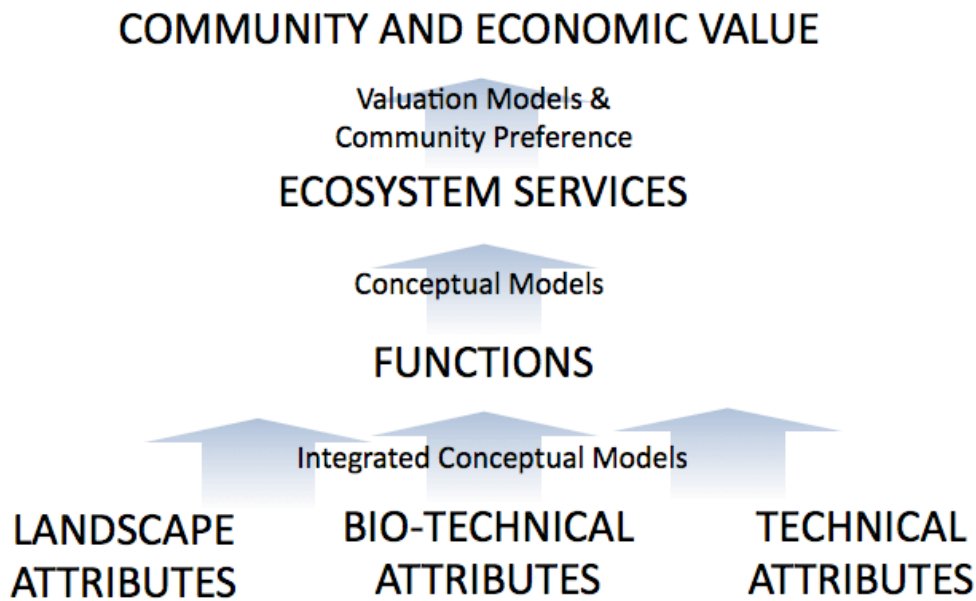 COMMUNITY AND ECONOMIC VALUE
Valuation Models &
Community Preference
ECOSYSTEM SERVICES
Conceptual Models
FUNCTIONS
Integrated Conceptual Models
LANDSCAPE
ATTRIBUTES
BIO-TECHNICAL
ATTRIBUTES
TECHNICAL
ATTRIBUTES